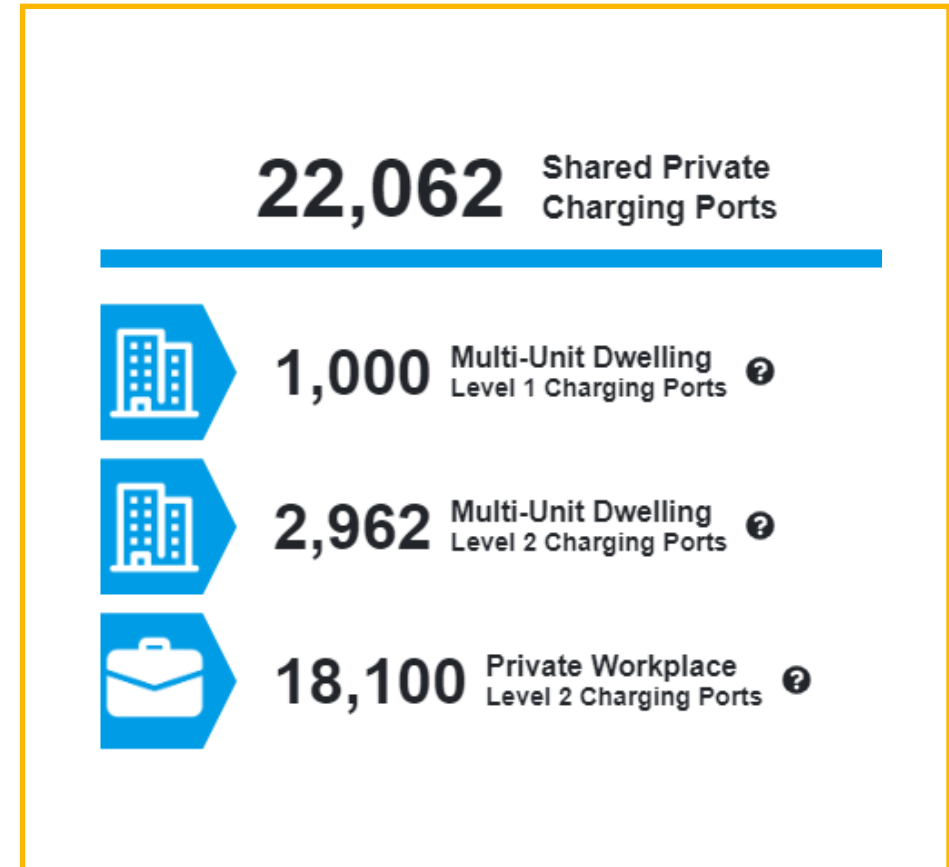 22,062 Shared Private
Charging Ports
1,000 Multi-Unit Dwelling
Level 1 Charging Ports
?
2,962 Multi-Unit Dwelling
Level 2 Charging Ports
?
18,100 Private Workplace
Level 2 Charging Ports
?